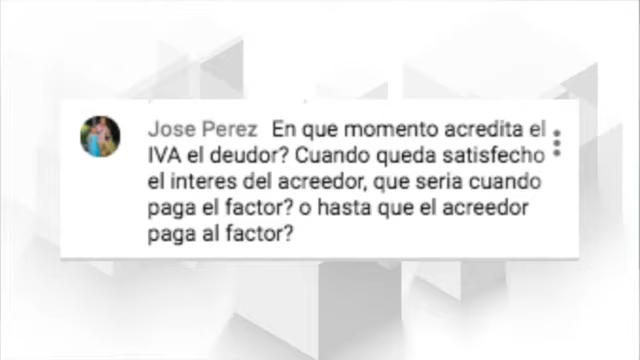 Jose Perez En que momento acredita el
IVA el deudor? Cuando queda satisfecho
el interes del acreedor, que seria cuando
paga el factor? o hasta que el acreedor
paga al factor?